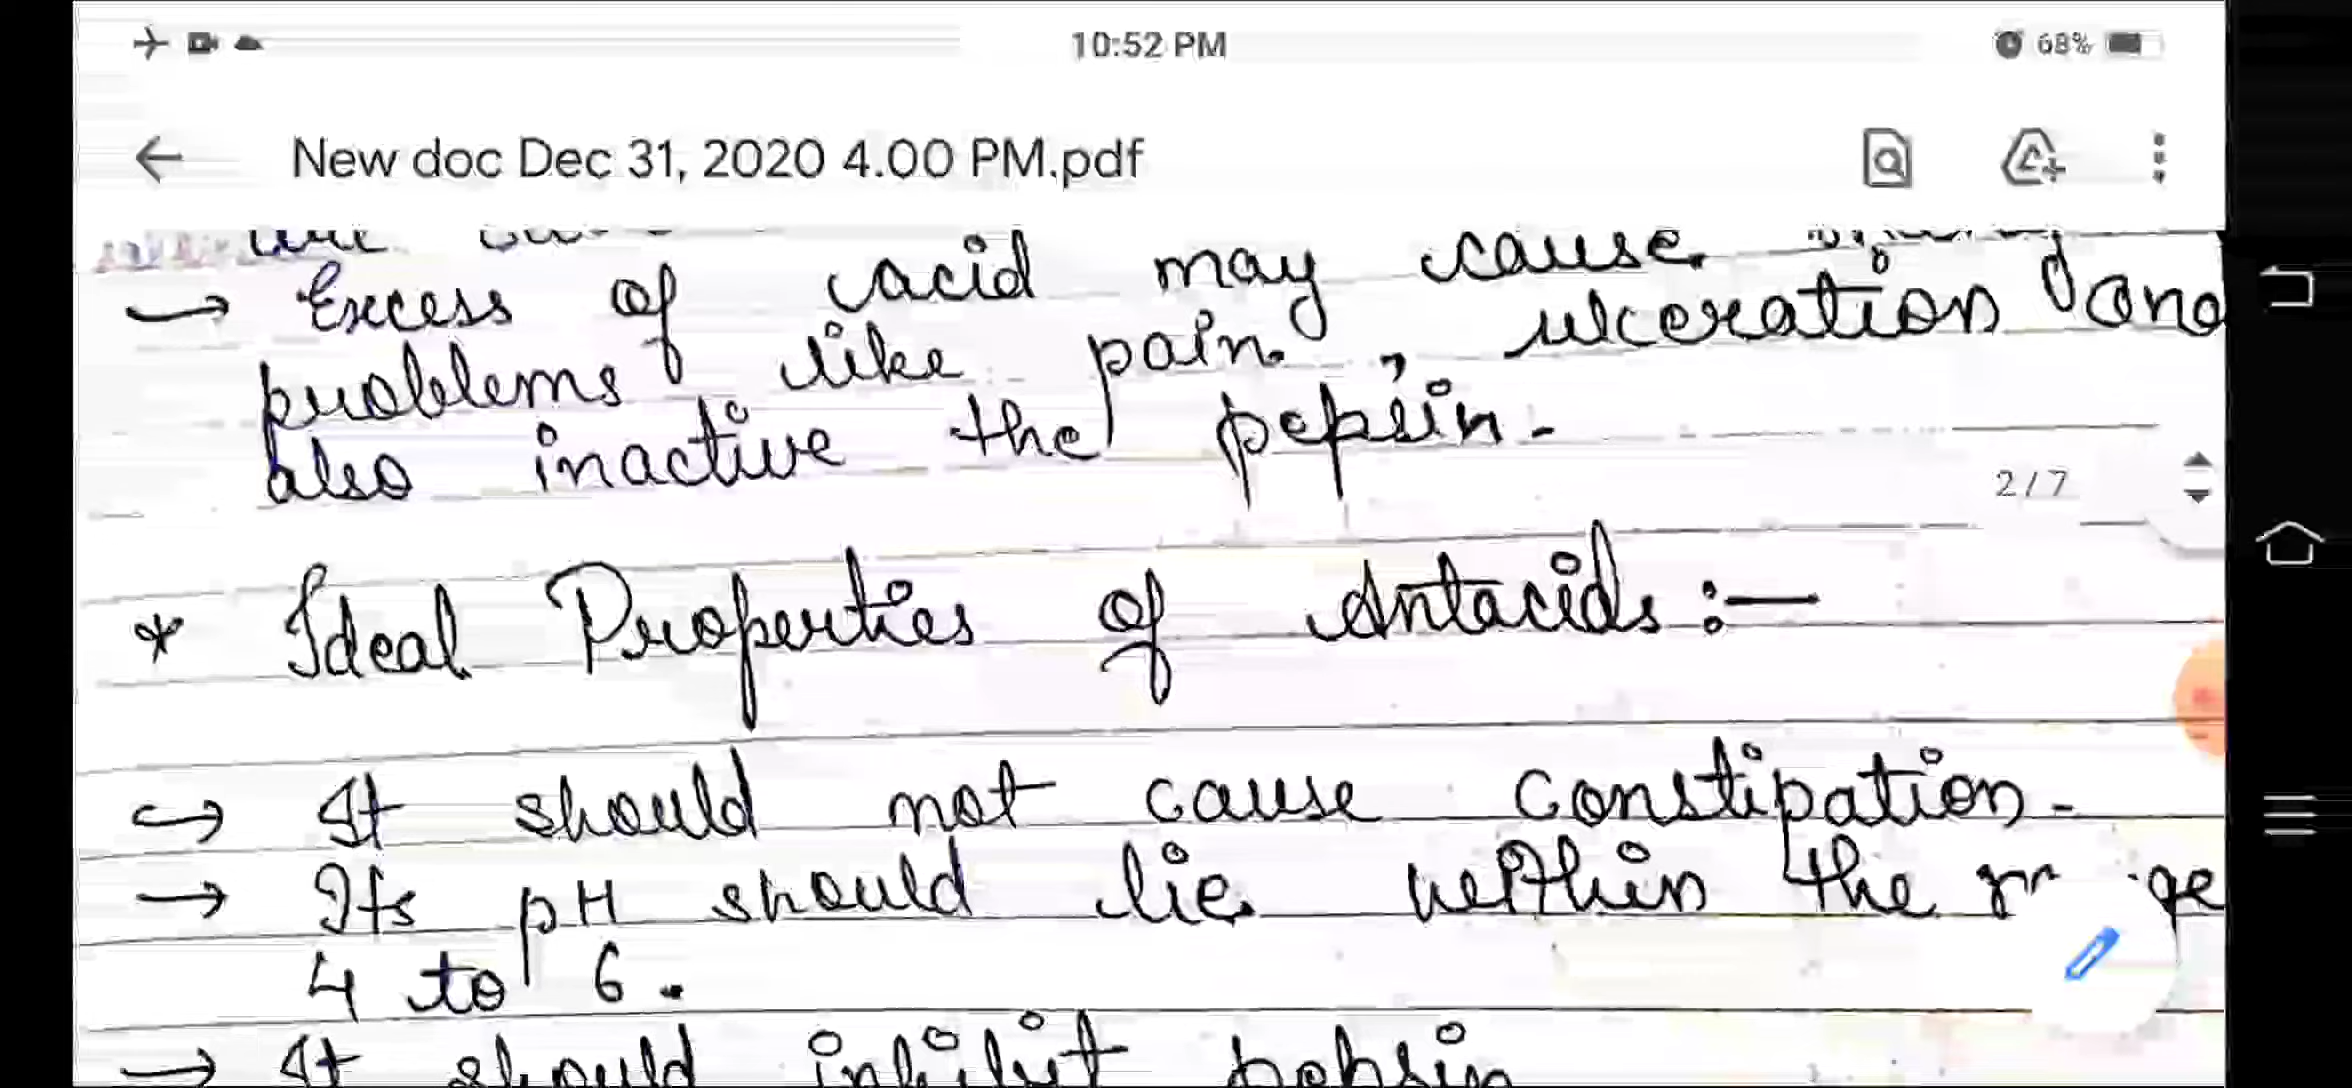 10:52 PM
68%
New doc Dec 31, 2020 4.00 PM.pdf
→ Excess of acid may cause
problems like pain, ulceration and
also inactive the pepsin.
2/7
* Ideal Properties of Antacids :—
→ It should not cause constipation.
→ Its pH should lie within the
4 to 6.
→ It should inhibit pepsin